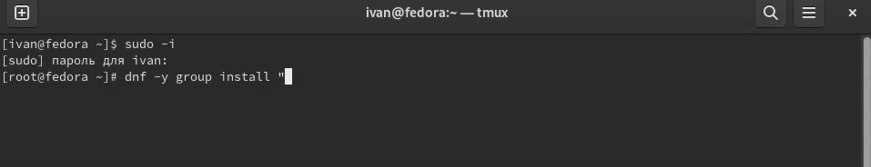 ivan@fedora:~ — tmux
[ivan@fedora ~]$ sudo -i
[sudo] пароль для ivan:
[root@fedora ~]# dnf -y group install "